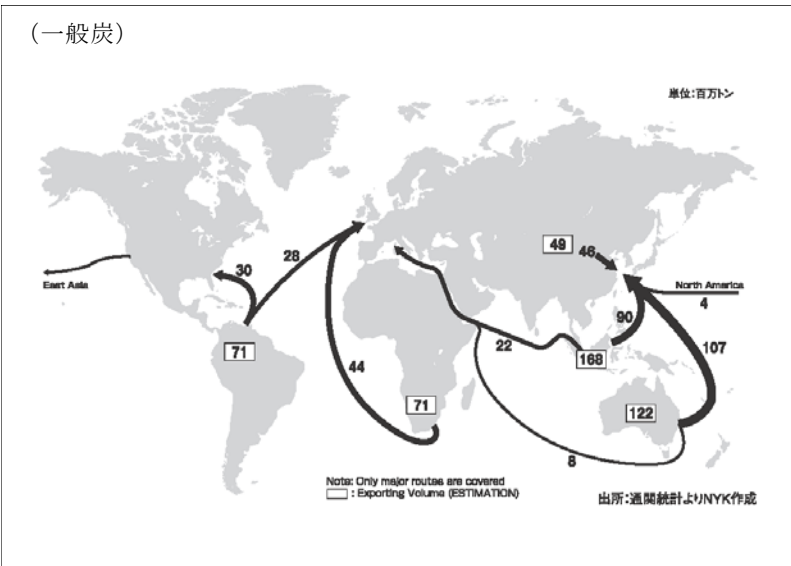 (一般炭)
単位:百万トン
28
30
49
46
East Asia
North America
4
90
22
107
71
168
44
71
122
8
Note: Only major routes are covered
: Exporting Volume (ESTIMATION)
出所:通関統計よりNYK作成